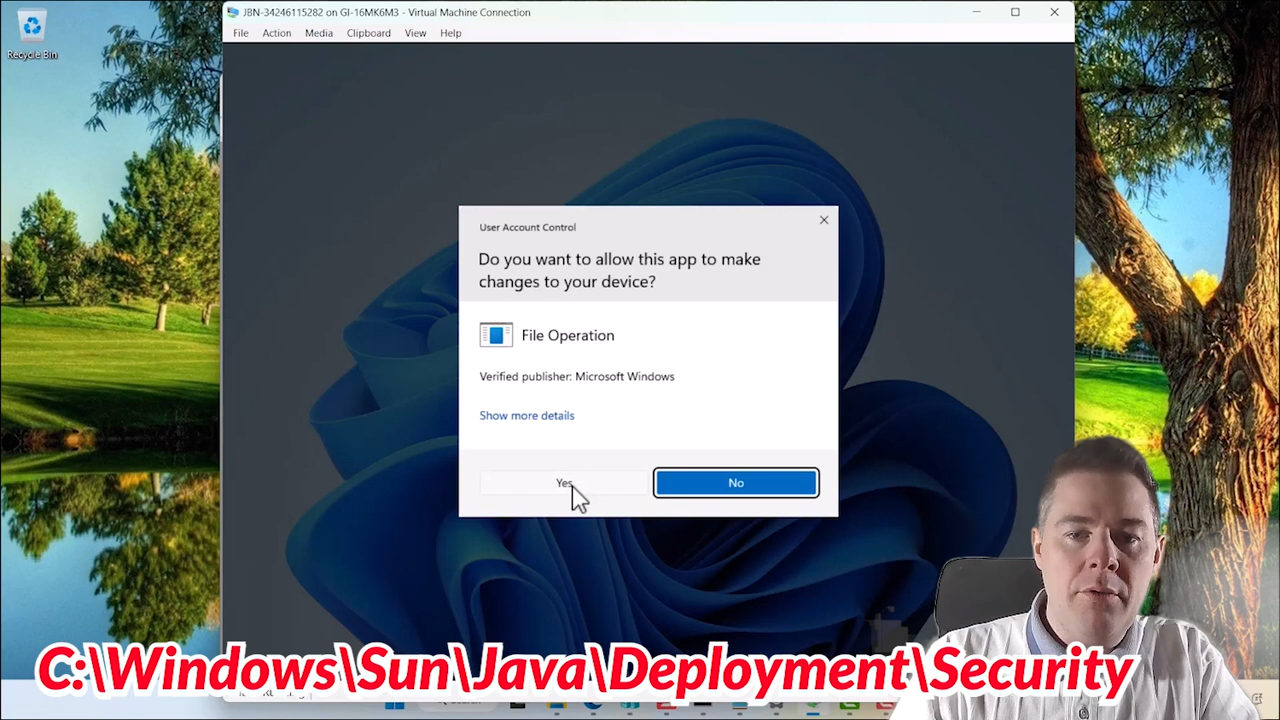 JBN-34246115282 on GI-16MK6M3 - Virtual Machine Connection
File Action Media Clipboard View Help
Recycle Bin
User Account Control
Do you want to allow this app to make
changes to your device?
File Operation
Verified publisher: Microsoft Windows
Show more details
Yes
No
C:\Windows\Sun\Java\Deployment\Security